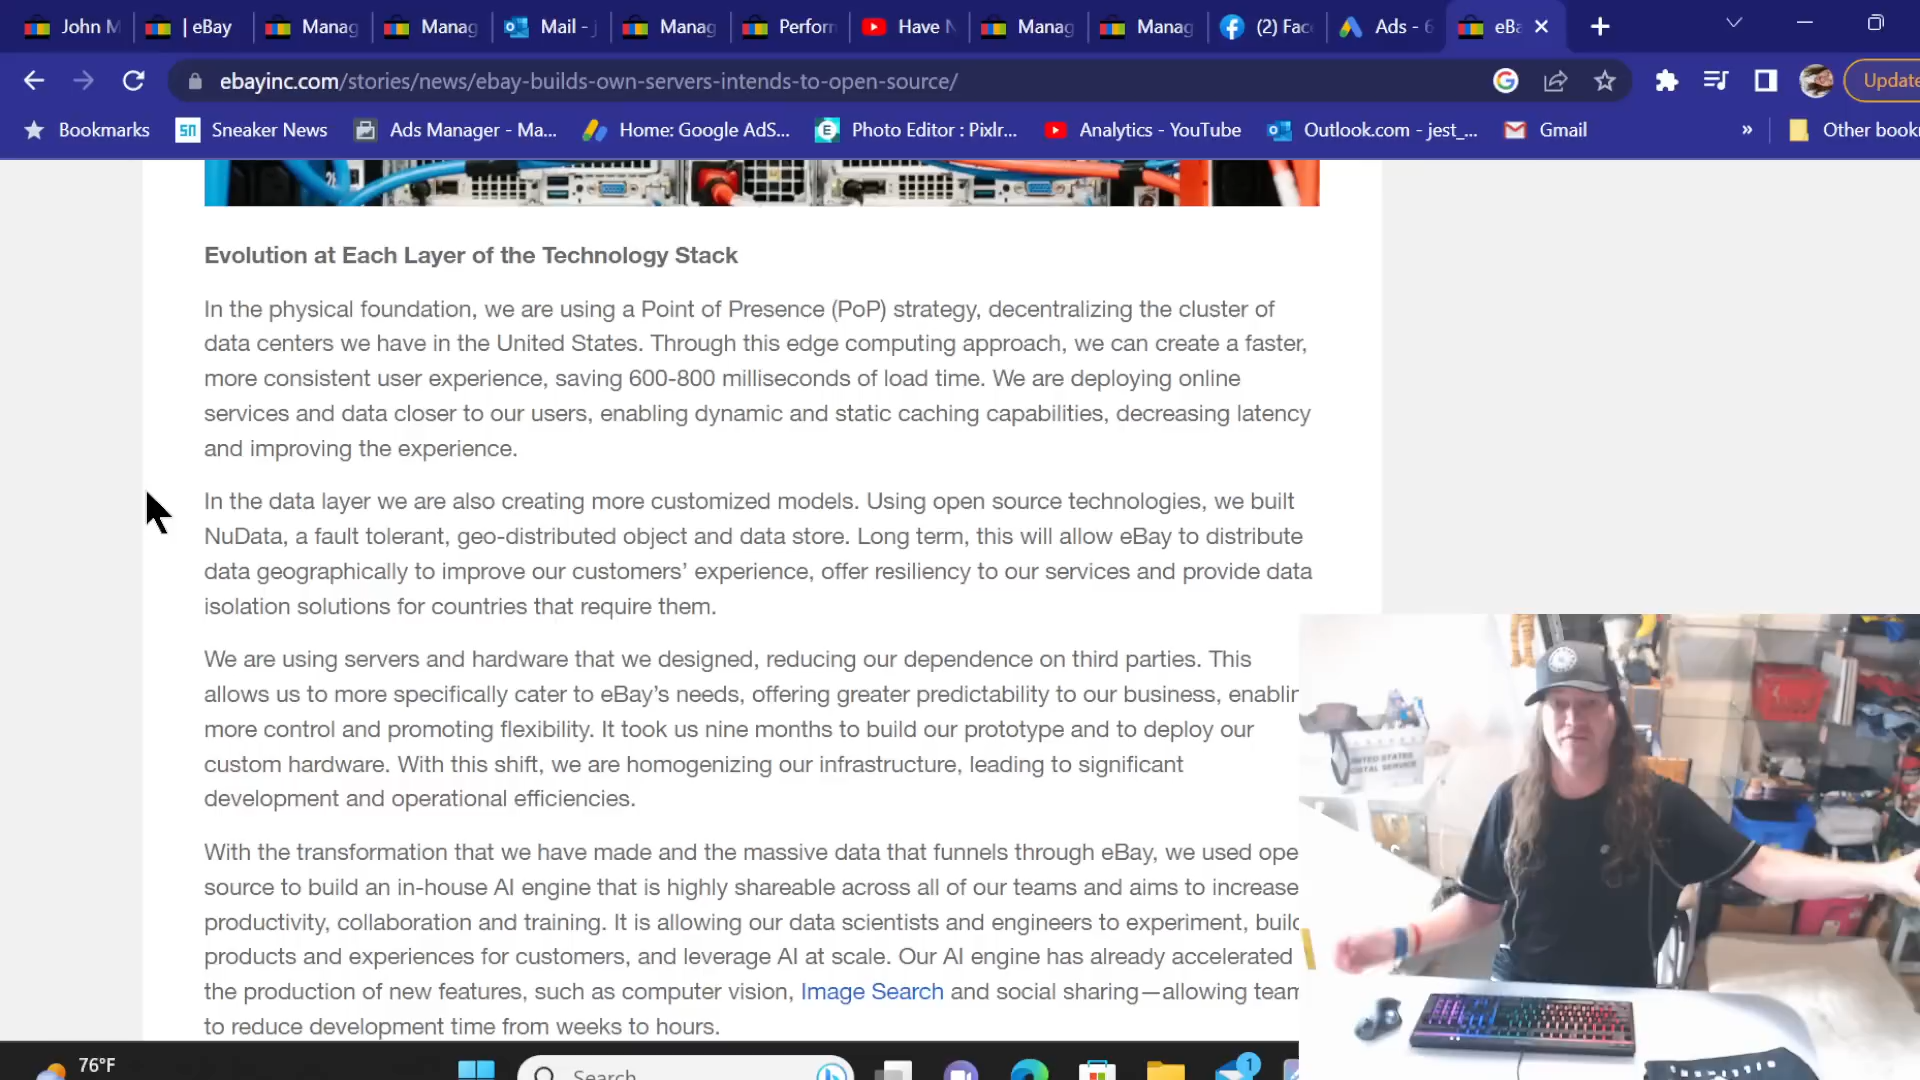 John M
| eBay
Manag
Manag
Mail - j
Manag
Perforn
Have N
Manag
Manag
(2) Fac
Ads - 6
eBa
ebayinc.com/stories/news/ebay-builds-own-servers-intends-to-open-source/
Update
Bookmarks
SN
Sneaker News
Ads Manager - Ma...
Home: Google AdS...
Photo Editor : Pixlr...
Analytics - YouTube
Outlook.com - jest_...
Gmail
»
Other book
Evolution at Each Layer of the Technology Stack
In the physical foundation, we are using a Point of Presence (PoP) strategy, decentralizing the cluster of
data centers we have in the United States. Through this edge computing approach, we can create a faster,
more consistent user experience, saving 600-800 milliseconds of load time. We are deploying online
services and data closer to our users, enabling dynamic and static caching capabilities, decreasing latency
and improving the experience.
In the data layer we are also creating more customized models. Using open source technologies, we built
NuData, a fault tolerant, geo-distributed object and data store. Long term, this will allow eBay to distribute
data geographically to improve our customers’ experience, offer resiliency to our services and provide data
isolation solutions for countries that require them.
We are using servers and hardware that we designed, reducing our dependence on third parties. This
allows us to more specifically cater to eBay’s needs, offering greater predictability to our business, enablin
more control and promoting flexibility. It took us nine months to build our prototype and to deploy our
custom hardware. With this shift, we are homogenizing our infrastructure, leading to significant
development and operational efficiencies.
With the transformation that we have made and the massive data that funnels through eBay, we used ope
source to build an in-house AI engine that is highly shareable across all of our teams and aims to increase
productivity, collaboration and training. It is allowing our data scientists and engineers to experiment, build
products and experiences for customers, and leverage AI at scale. Our AI engine has already accelerated
the production of new features, such as computer vision, Image Search and social sharing—allowing team
to reduce development time from weeks to hours.
UNITED STATES
POSTAL SERVICE
76°F
Search
1